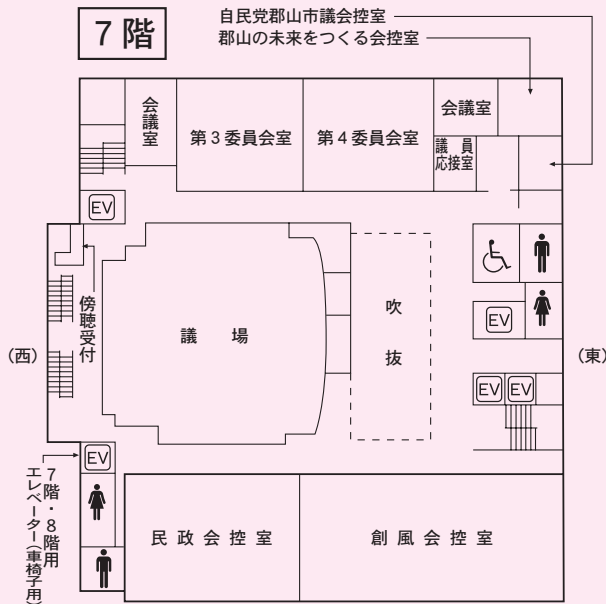 7階
自民党郡山市議会控室
郡山の未来をつくる会控室
会議室
第3委員会室
第4委員会室
会議室
議員
応接室
EV
傍聴受付
議場
吹抜
EV
(西)
(東)
EV
EV
EV
7階・8階用
エレベーター(車椅子用)
民政会控室
創風会控室